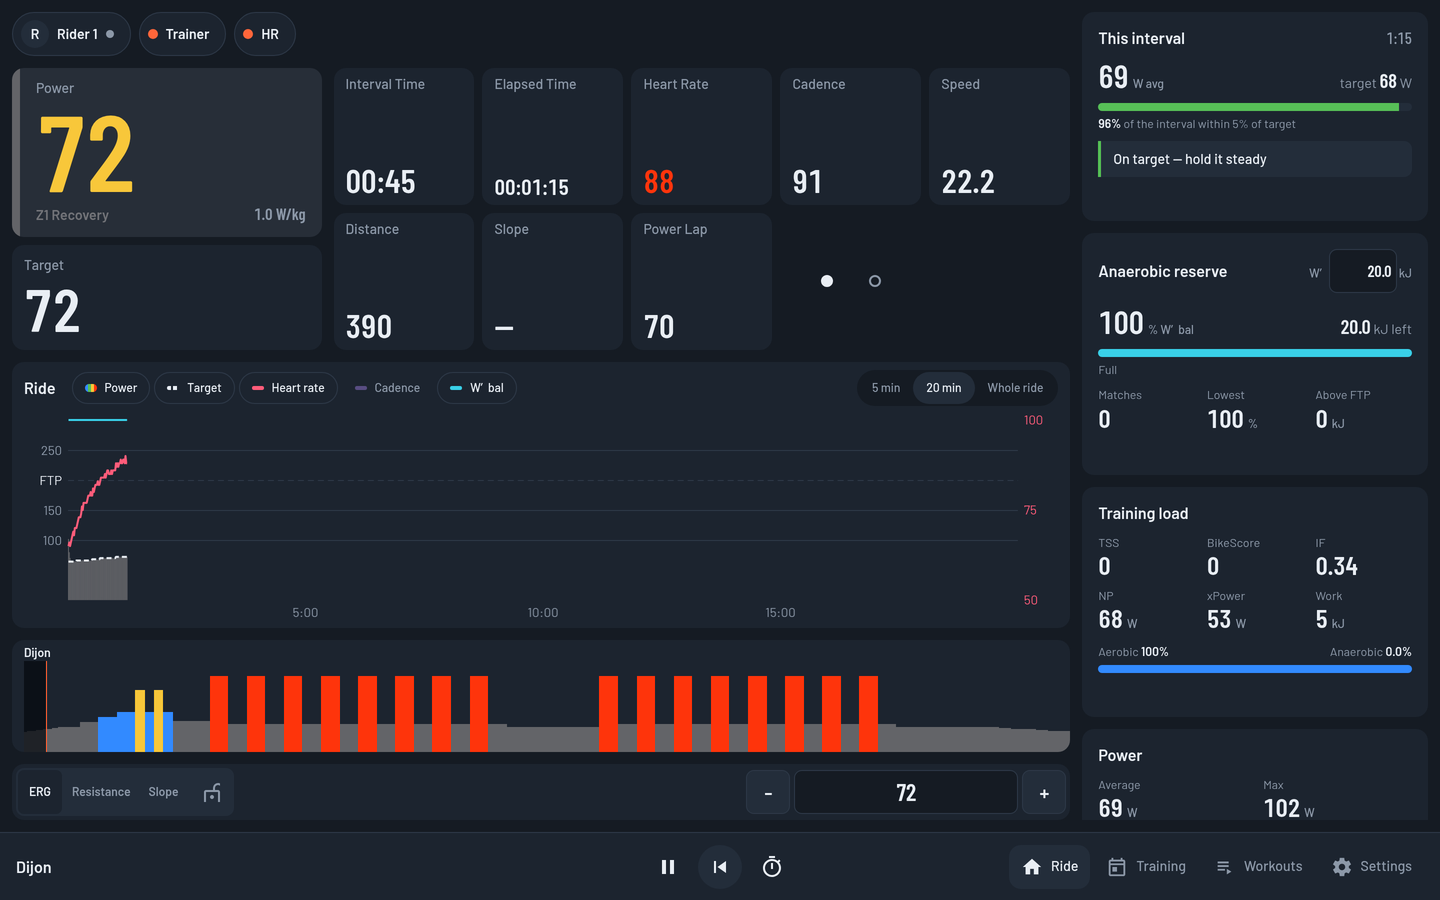 R Rider 1 Trainer HR
Power
72
Z1 Recovery 1.0 W/kg
Target
72
Interval Time
00:45
Elapsed Time
00:01:15
Heart Rate
88
Cadence
91
Speed
22.2
Distance
390
Slope
–
Power Lap
70
Ride Power Target Heart rate Cadence W' bal 5 min 20 min Whole ride
100
250
FTP
150 75
100
50
5:00 10:00 15:00
Dijon
ERG Resistance Slope - 72 +
This interval 1:15
69 W avg target 68 W
96% of the interval within 5% of target
On target – hold it steady
Anaerobic reserve W' 20.0 kJ
100 % W' bal 20.0 kJ left
Full
Matches Lowest Above FTP
0 100 % 0 kJ
Training load
TSS BikeScore IF
0 0 0.34
NP xPower Work
68 W 53 W 5 kJ
Aerobic 100% Anaerobic 0.0%
Power
Average Max
69 W 102 W
Dijon Ride Training Workouts Settings